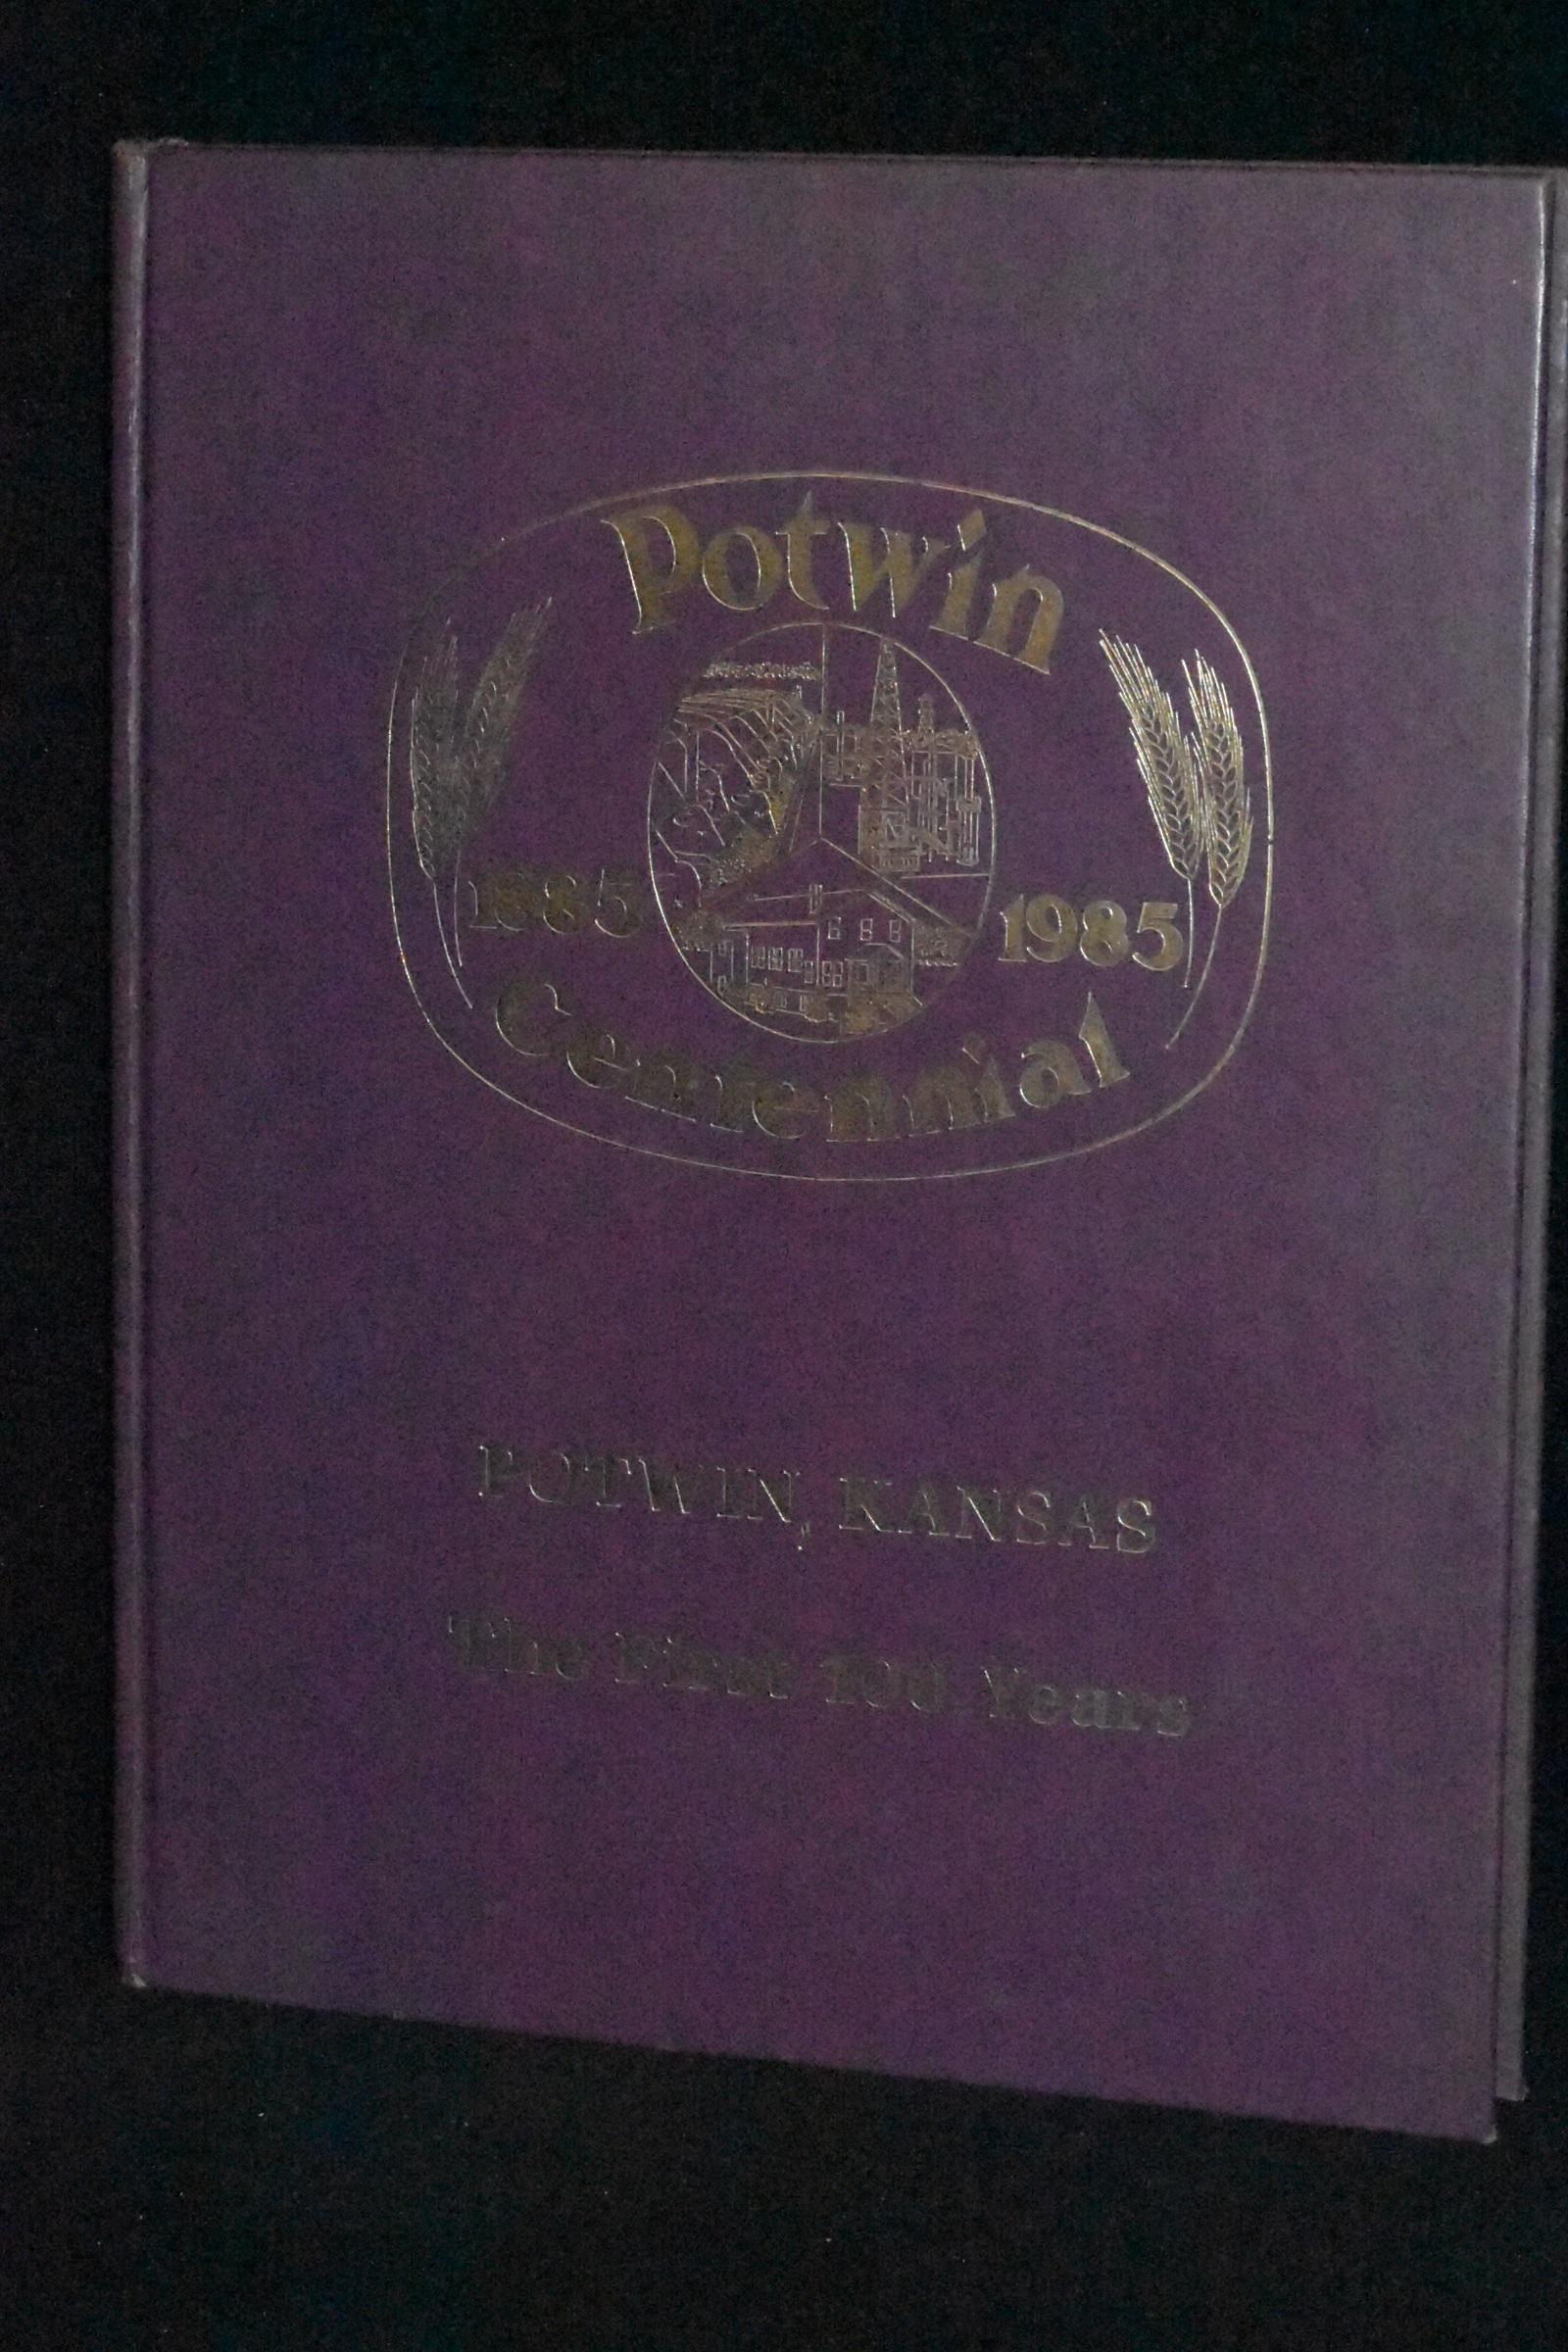 Potwin
1885 1985
Centennial
POTWIN, KANSAS
The First 100 Years